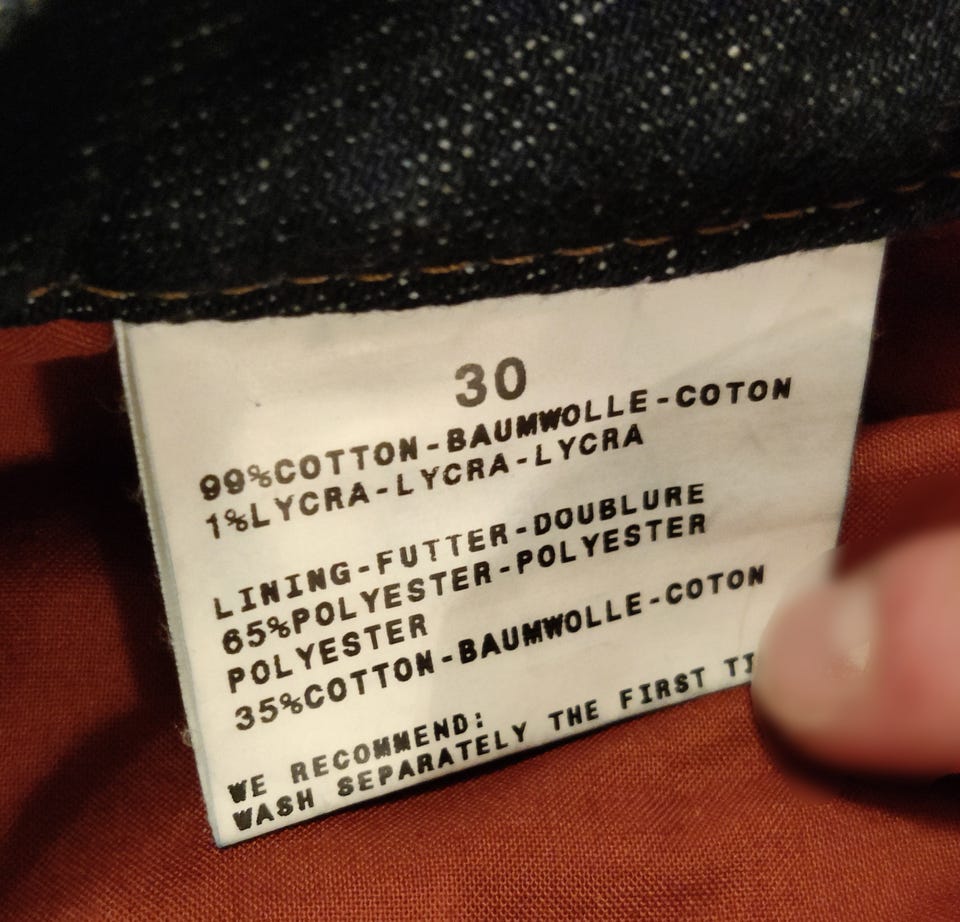 30
99%COTTON-BAUMWOLLE-COTON
1%LYCRA-LYCRA-LYCRA
LINING-FUTTER-DOUBLURE
65%POLYESTER-POLYESTER
POLYESTER
35%COTTON-BAUMWOLLE-COTON
WE RECOMMEND:
WASH SEPARATELY THE FIRST